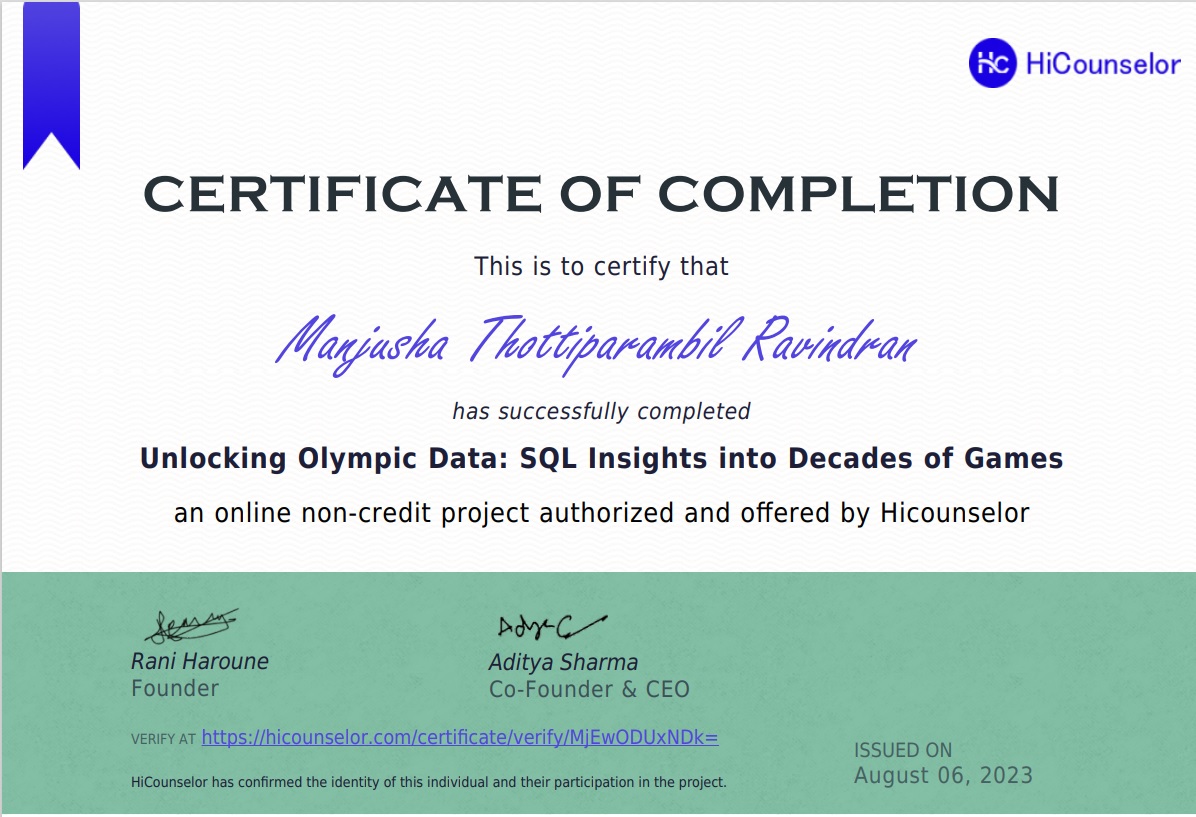 Hc HiCounselor
CERTIFICATE OF COMPLETION
This is to certify that
Manjusha Thottiparambil Ravindran
has successfully completed
Unlocking Olympic Data: SQL Insights into Decades of Games
an online non-credit project authorized and offered by Hicounselor
Rani Haroune
Founder
Aditya Sharma
Co-Founder & CEO
VERIFY AT https://hicounselor.com/certificate/verify/MjEwODUxNDk=
HiCounselor has confirmed the identity of this individual and their participation in the project.
ISSUED ON
August 06, 2023